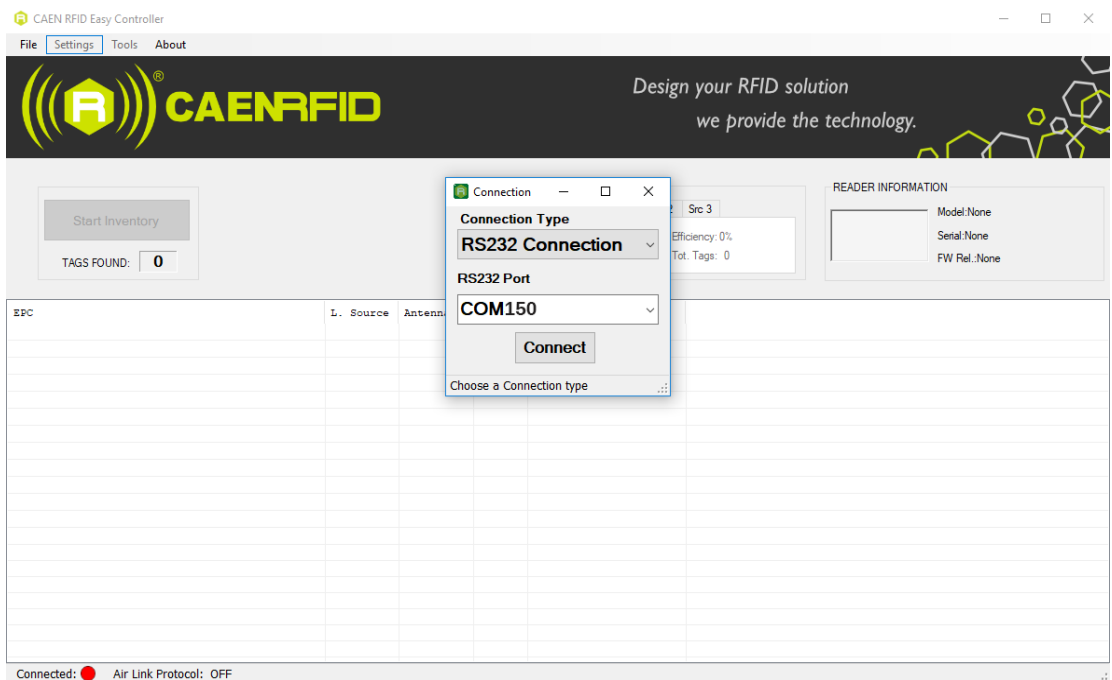 CAEN RFID Easy Controller
File Settings Tools About
R
®
CAENRFID
Design your RFID solution
we provide the technology.
Start Inventory
TAGS FOUND: 0
Connection
Connection Type
RS232 Connection
RS232 Port
COM150
Connect
Choose a Connection type
Src 3
Efficiency: 0%
Tot. Tags: 0
READER INFORMATION
Model:None
Serial:None
FW Rel.:None
EPC L. Source Antenna
Connected: Air Link Protocol: OFF